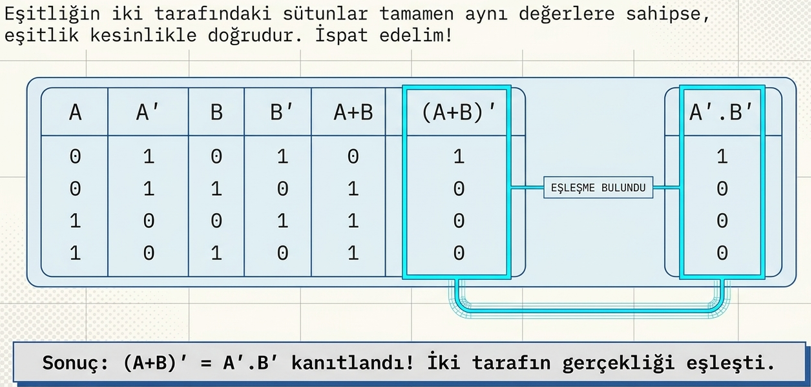 Eşitliğin iki tarafındaki sütunlar tamamen aynı değerlere sahipse,
eşitlik kesinlikle doğrudur. İspat edelim!
A A′ B B′ A+B (A+B)′ A′.B′
0 1 0 1 0 1 1
0 1 1 0 1 0 0
1 0 0 1 1 0 0
1 0 1 0 1 0 0
EŞLEŞME BULUNDU
Sonuç: (A+B)′ = A′.B′ kanıtlandı! İki tarafın gerçekliği eşleşti.